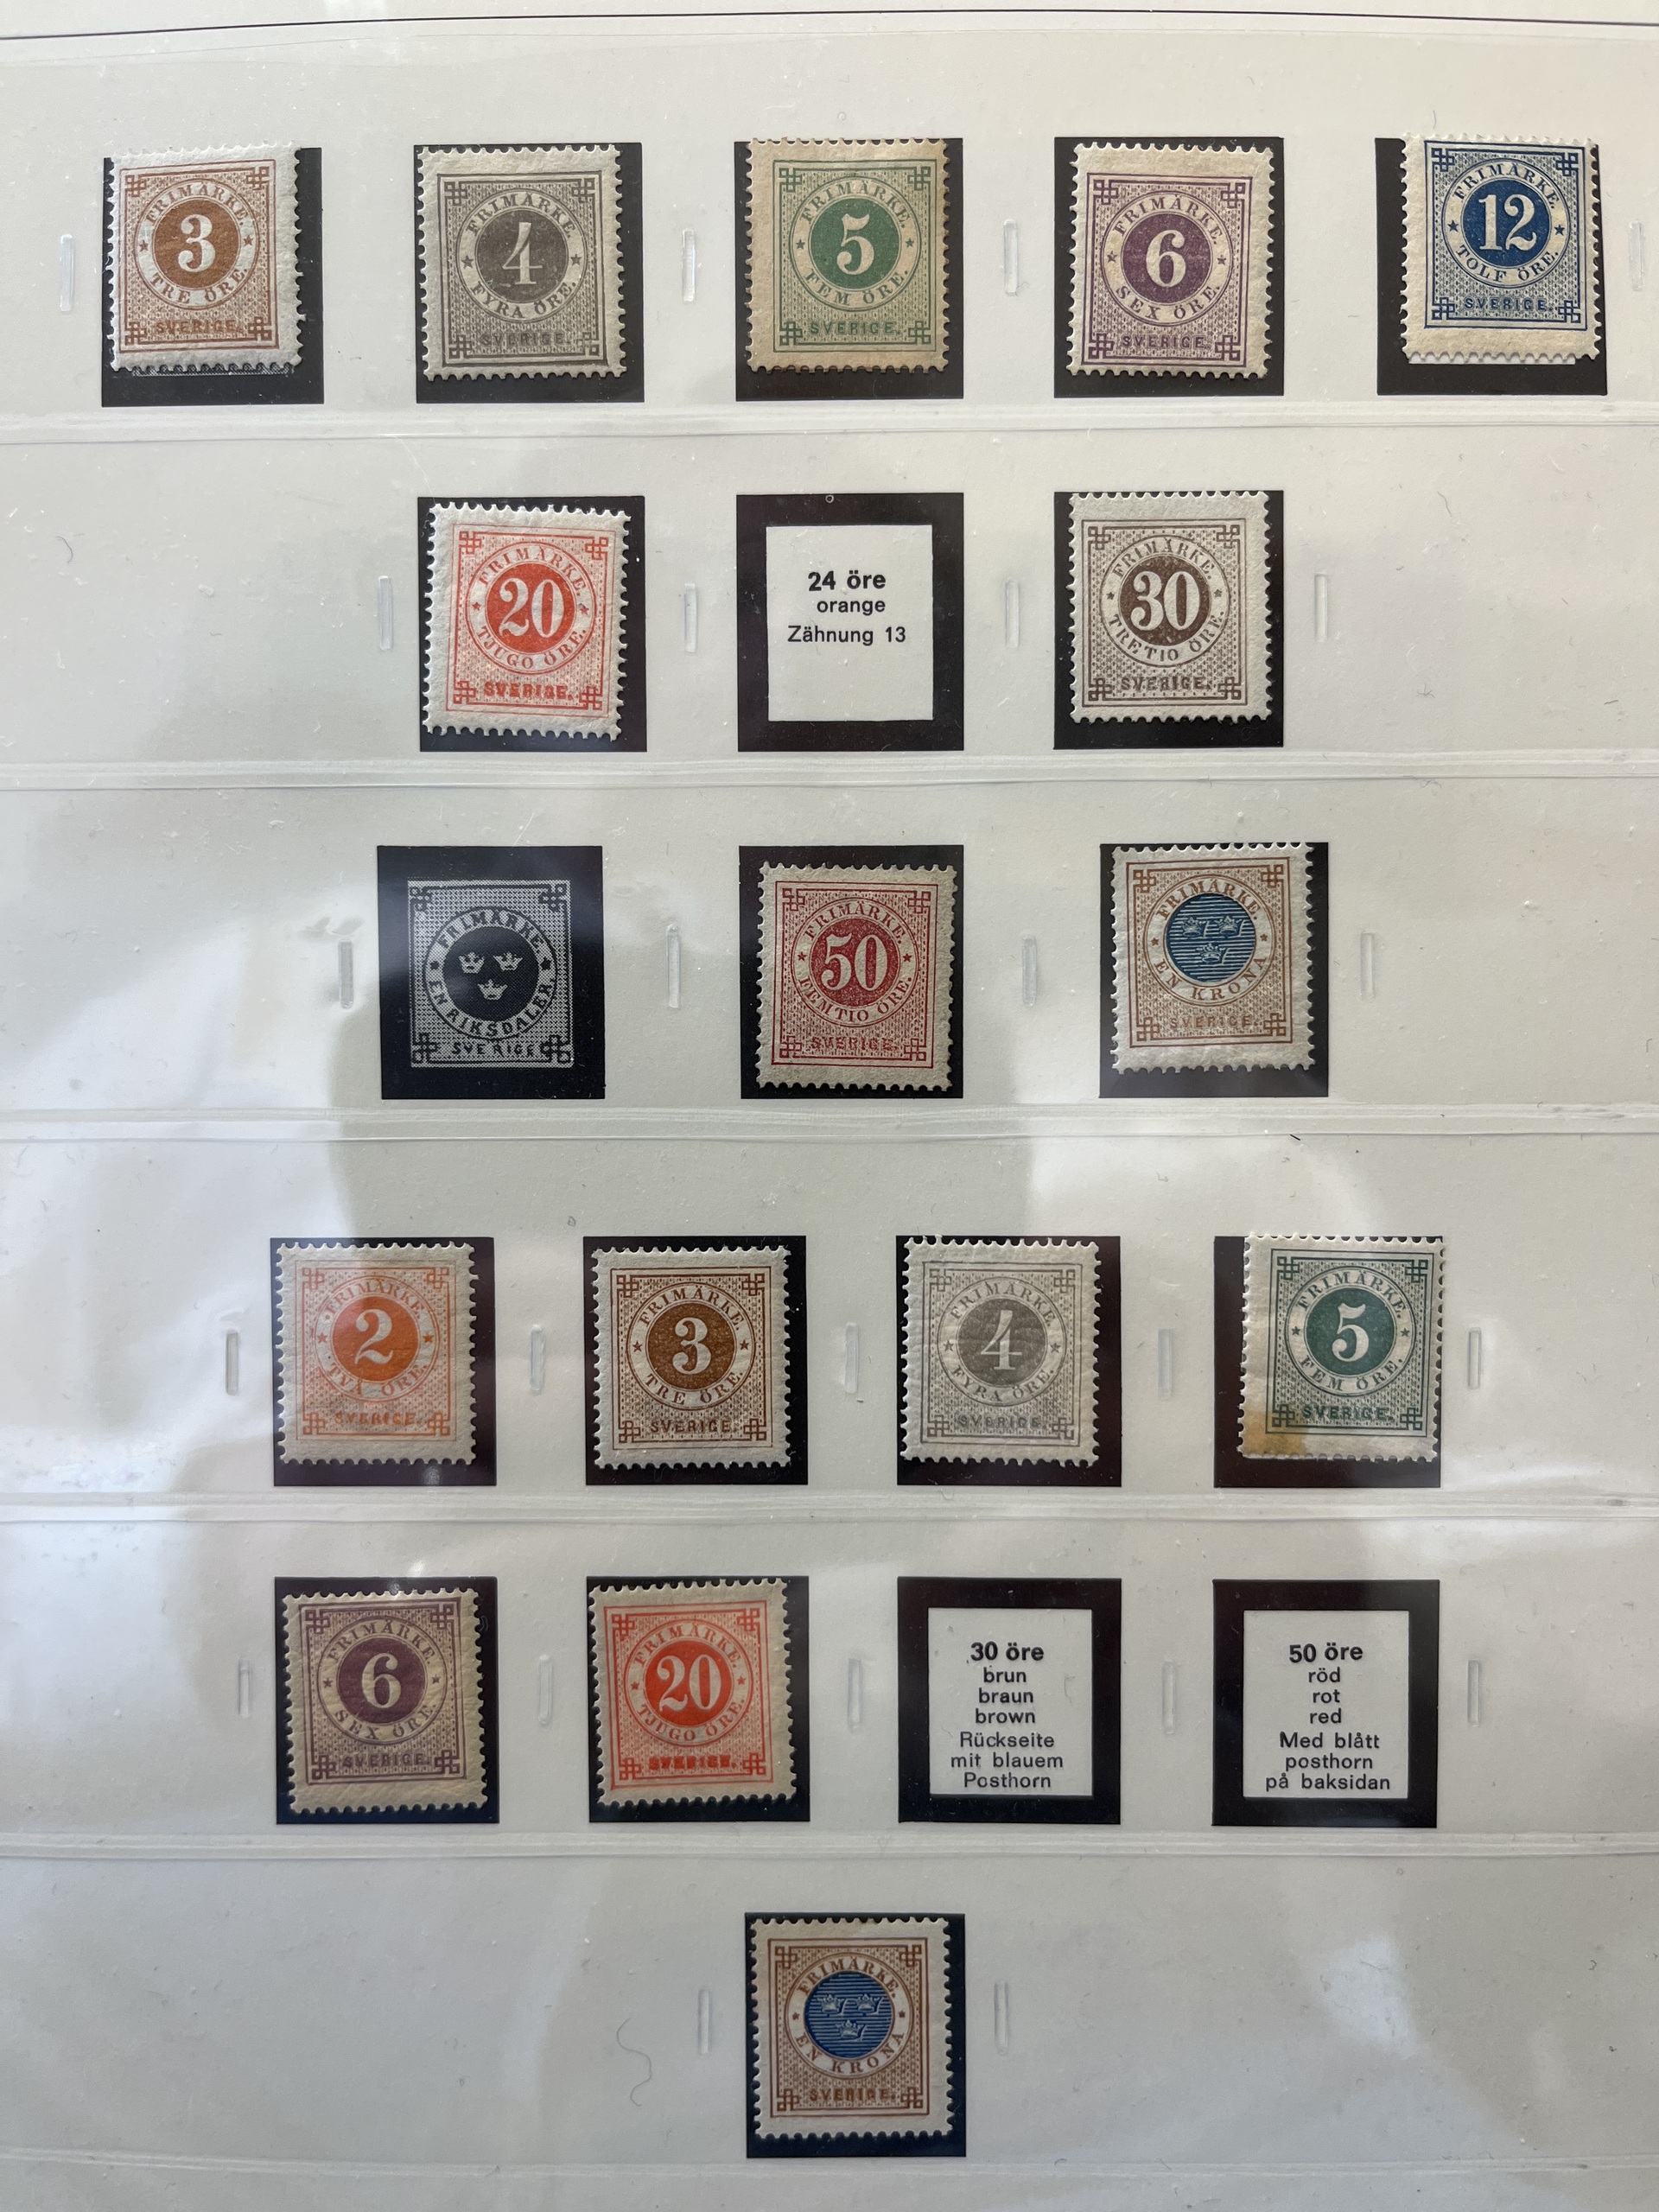 FRIMÄRKE.
3
TRE ÖRE.
SVERIGE.
FRIMÄRKE.
4
FYRA ÖRE.
SVERIGE.
FRIMÄRKE.
5
FEM ÖRE.
SVERIGE.
FRIMÄRKE.
6
SEX ÖRE.
SVERIGE.
FRIMÄRKE.
12
TOLF ÖRE.
SVERIGE.
FRIMÄRKE.
20
TJUGO ÖRE.
SVERIGE.
24 öre
orange
Zähnung 13
FRIMÄRKE.
30
TRETIO ÖRE.
SVERIGE.
FRIMÄRKE.
EN RIKSDALER.
SVERIGE.
FRIMÄRKE.
50
FEMTIO ÖRE.
SVERIGE.
FRIMÄRKE.
EN KRONA
SVERIGE.
FRIMÄRKE.
2
TVÅ ÖRE.
SVERIGE.
FRIMÄRKE.
3
TRE ÖRE.
SVERIGE.
FRIMÄRKE.
4
FYRA ÖRE.
SVERIGE.
FRIMÄRKE.
5
FEM ÖRE.
SVERIGE.
FRIMÄRKE.
6
SEX ÖRE.
SVERIGE.
FRIMÄRKE.
20
TJUGO ÖRE.
SVERIGE.
30 öre
brun
braun
brown
Rückseite
mit blauem
Posthorn
50 öre
röd
rot
red
Med blått
posthorn
på baksidan
FRIMÄRKE.
EN KRONA
SVERIGE.